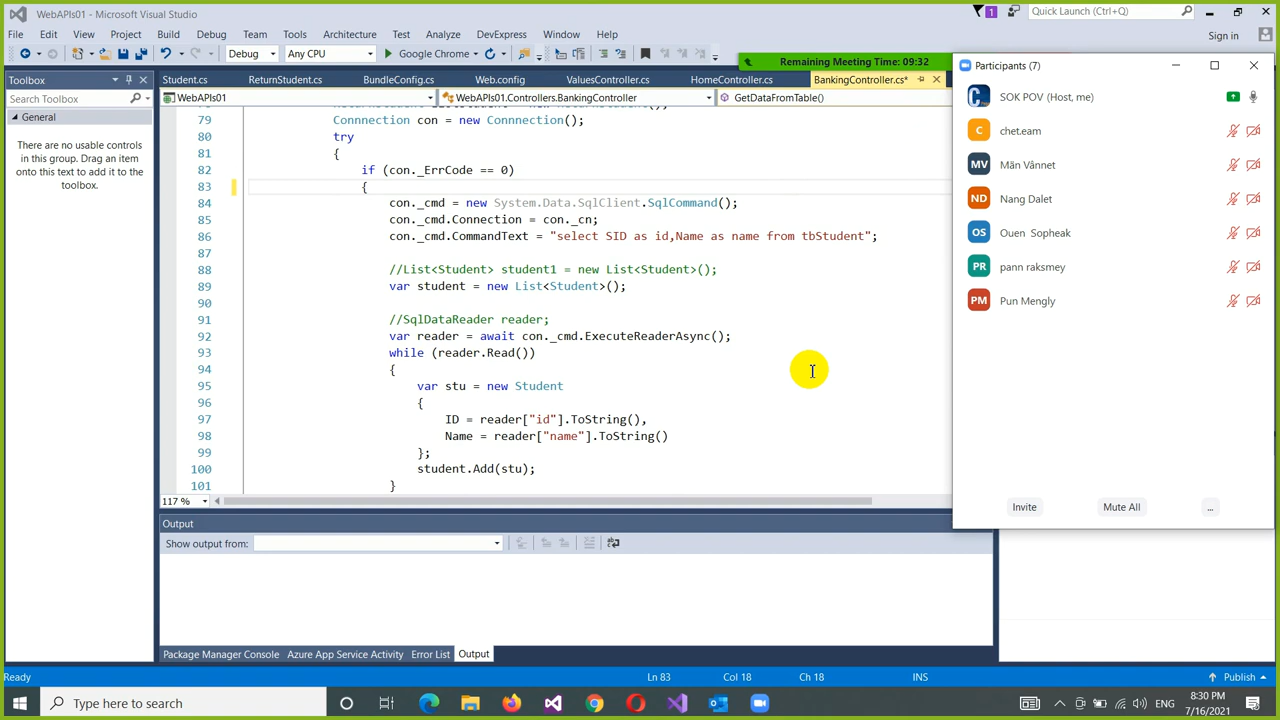 WebAPIs01 - Microsoft Visual Studio
1
Quick Launch (Ctrl+Q)
File Edit View Project Build Debug Team Tools Architecture Test Analyze DevExpress Window Help
Sign in
Debug Any CPU Google Chrome
Remaining Meeting Time: 09:32
Toolbox
Student.cs ReturnStudent.cs BundleConfig.cs Web.config ValuesController.cs HomeController.cs BankingController.cs*
Search Toolbox
WebAPIs01 WebAPIs01.Controllers.BankingController GetDataFromTable()
General
There are no usable controls
in this group. Drag an item
onto this text to add it to the
toolbox.
79 Connnection con = new Connnection();
80 try
81 {
82 if (con._ErrCode == 0)
83 {
84 con._cmd = new System.Data.SqlClient.SqlCommand();
85 con._cmd.Connection = con._cn;
86 con._cmd.CommandText = "select SID as id,Name as name from tbStudent";
87
88 //List<Student> student1 = new List<Student>();
89 var student = new List<Student>();
90
91 //SqlDataReader reader;
92 var reader = await con._cmd.ExecuteReaderAsync();
93 while (reader.Read())
94 {
95 var stu = new Student
96 {
97 ID = reader["id"].ToString(),
98 Name = reader["name"].ToString()
99 };
100 student.Add(stu);
101 }
117 %
Output
Show output from:
Package Manager Console Azure App Service Activity Error List Output
Participants (7)
SOK POV (Host, me)
C chet.eam
MV Măn Vânnet
ND Nang Dalet
OS Ouen Sopheak
PR pann raksmey
PM Pun Mengly
Invite Mute All ...
Ready Ln 83 Col 18 Ch 18 INS Publish
Type here to search
ENG
8:30 PM
7/16/2021